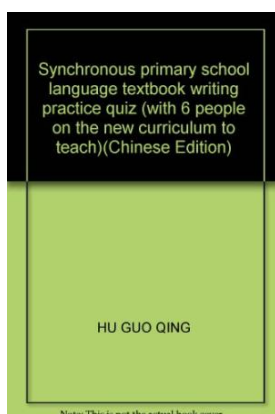 Synchronous primary school
language textbook writing
practice quiz (with 6 people
on the new curriculum to
teach)(Chinese Edition)
HU GUO QING
Note: This is not the actual book cover